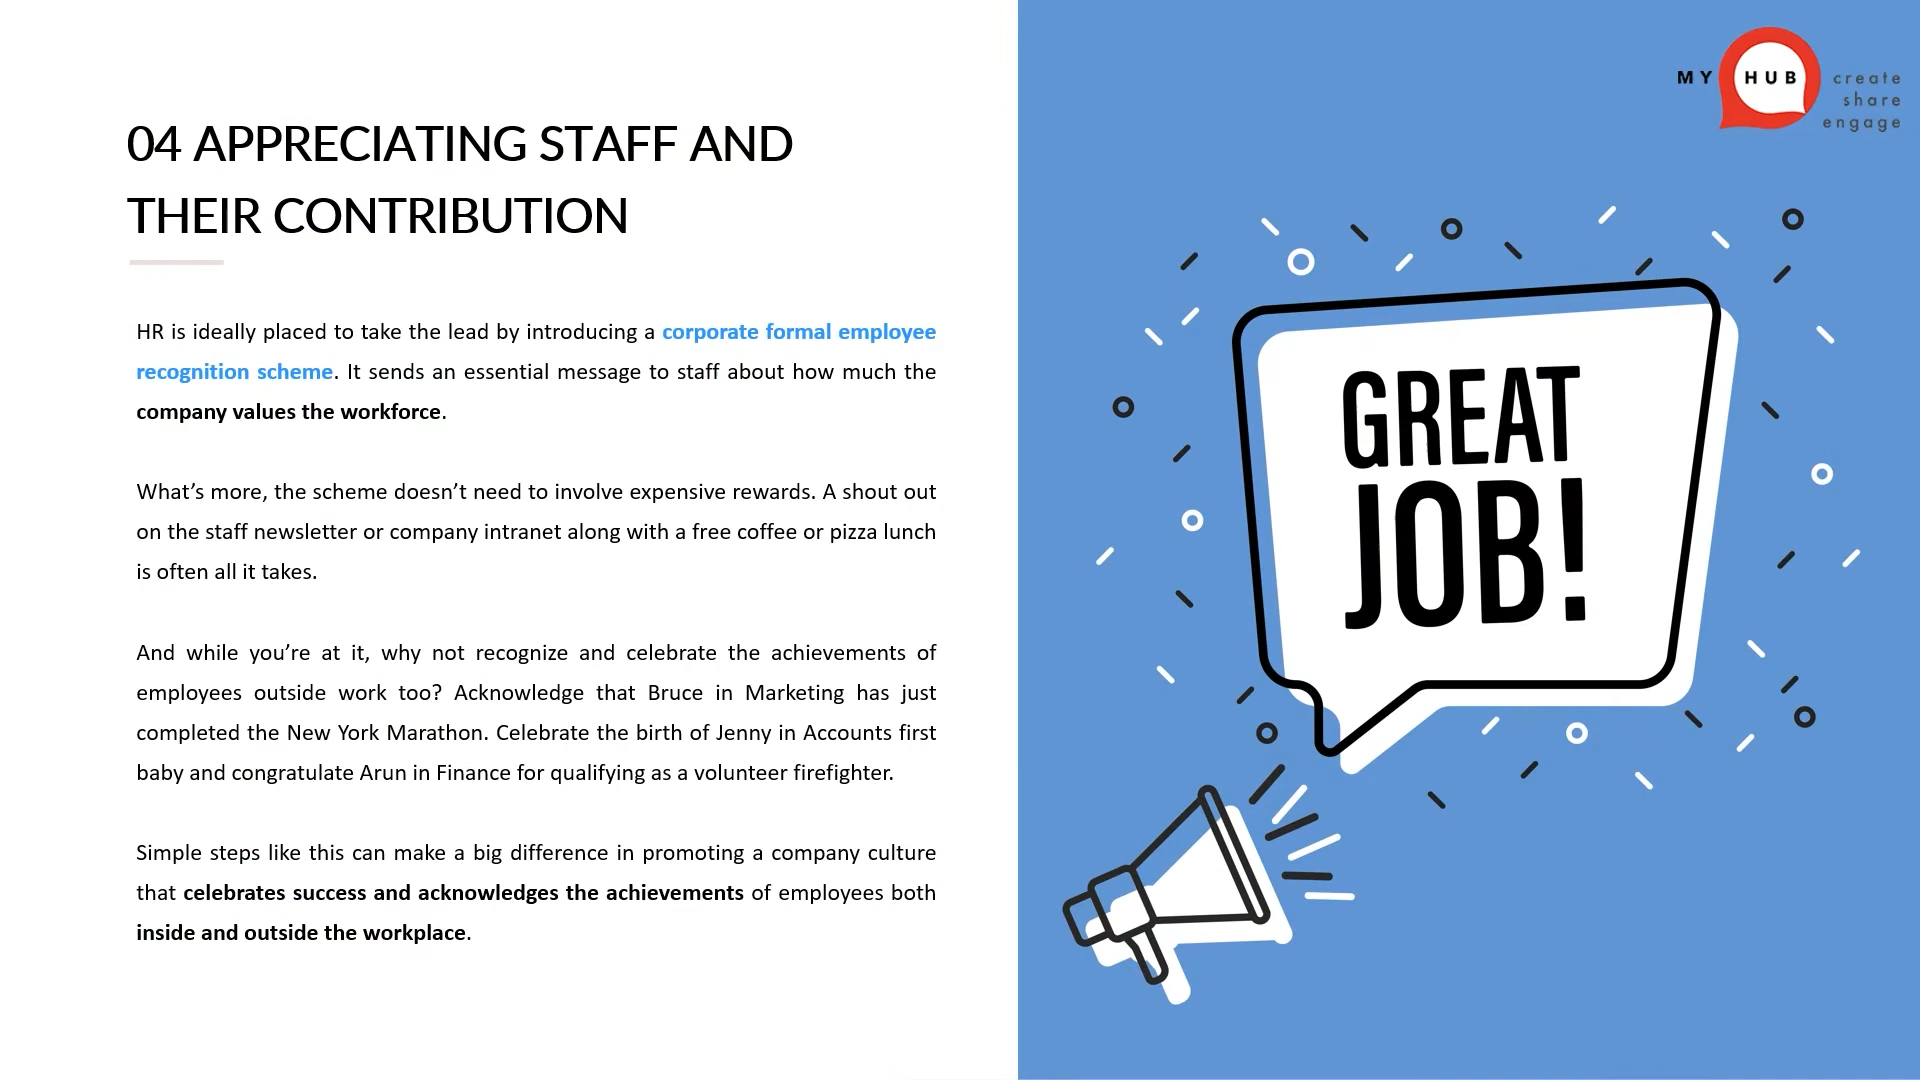 04 APPRECIATING STAFF AND
THEIR CONTRIBUTION
HR is ideally placed to take the lead by introducing a corporate formal employee
recognition scheme. It sends an essential message to staff about how much the
company values the workforce.
What’s more, the scheme doesn’t need to involve expensive rewards. A shout out
on the staff newsletter or company intranet along with a free coffee or pizza lunch
is often all it takes.
And while you’re at it, why not recognize and celebrate the achievements of
employees outside work too? Acknowledge that Bruce in Marketing has just
completed the New York Marathon. Celebrate the birth of Jenny in Accounts first
baby and congratulate Arun in Finance for qualifying as a volunteer firefighter.
Simple steps like this can make a big difference in promoting a company culture
that celebrates success and acknowledges the achievements of employees both
inside and outside the workplace.
MY HUB create
share
engage
GREAT
JOB!